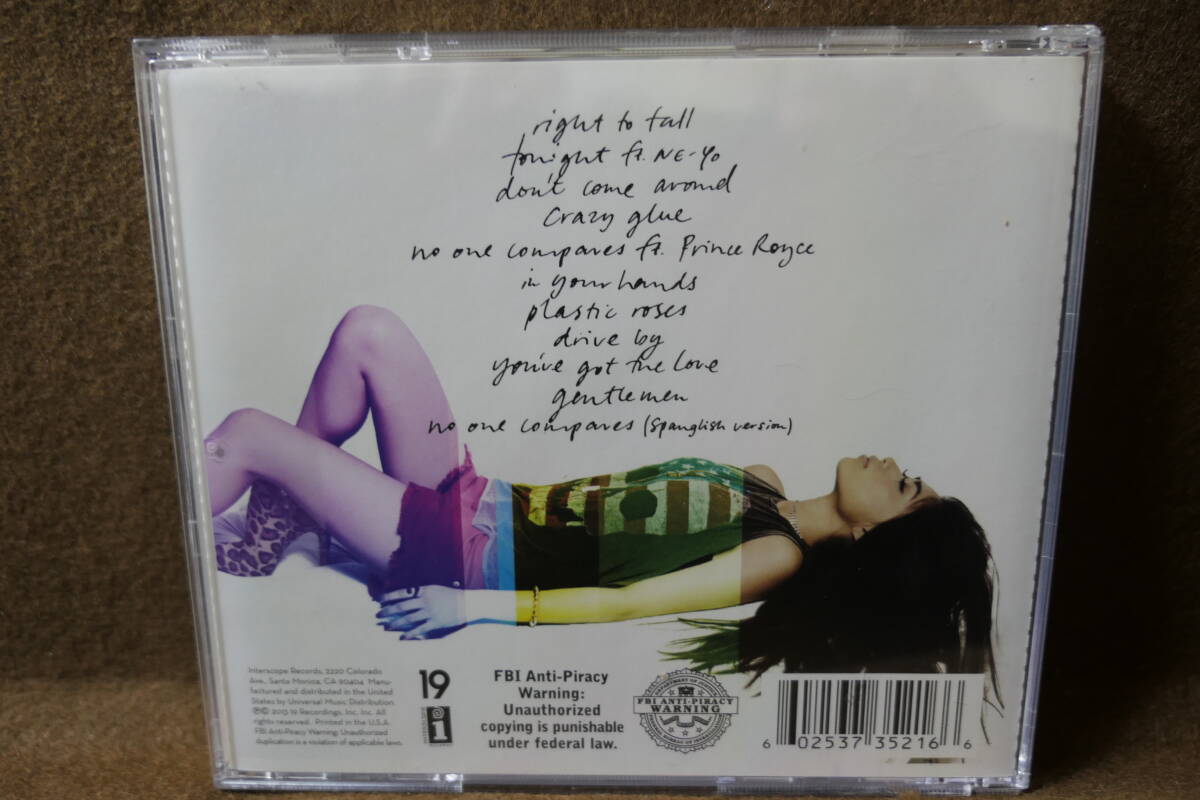 right to fall
tonight ft. NE-Yo
don't come around
crazy glue
no one compares ft. Prince Royce
in your hands
plastic roses
drive by
you've got the love
gentlemen
no one compares (Spanglish version)
Interscope Records, 2220 Colorado
Ave., Santa Monica, CA 90404. Manu-
factured and distributed in the United
States by Universal Music Distribution.
℗© 2013 19 Recordings, Inc. Inc. All
rights reserved. Printed in the U.S.A.
FBI Anti-Piracy Warning: Unauthorized
duplication is a violation of applicable laws.
19
i
FBI Anti-Piracy
Warning:
Unauthorized
copying is punishable
under federal law.
FBI ANTI-PIRACY
WARNING
6 02537 35216 6